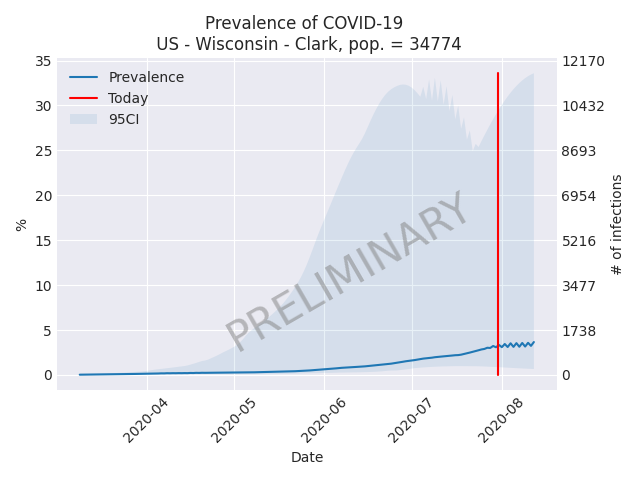 Prevalence of COVID-19
US - Wisconsin - Clark, pop. = 34774
35
30
25
20
15
10
5
0
%
12170
10432
8693
6954
5216
3477
1738
0
# of infections
Prevalence
Today
95CI
PRELIMINARY
2020-04
2020-05
2020-06
2020-07
2020-08
Date